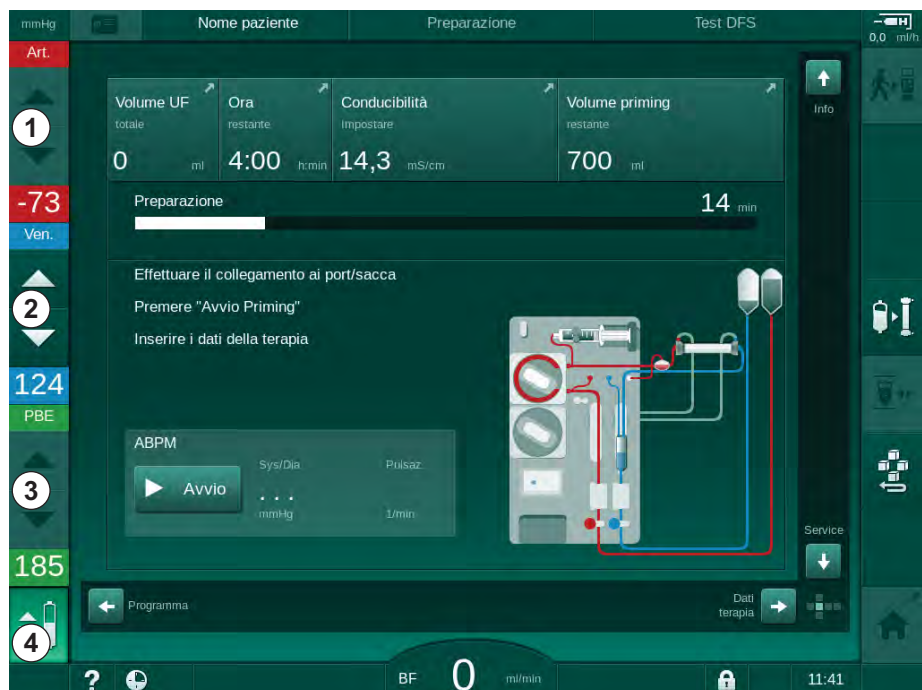 mmHg
Nome paziente
Preparazione
Test DFS
0,0 ml/h
Art.
1
-73
Ven.
2
124
PBE
3
185
4
Volume UF
totale
0 ml
Ora
restante
4:00 h:min
Conducibilità
Impostare
14,3 mS/cm
Volume priming
restante
700 ml
Info
Preparazione
14 min
Effettuare il collegamento ai port/sacca
Premere "Avvio Priming"
Inserire i dati della terapia
ABPM
Avvio
Sys/Dia
. . .
mmHg
Pulsaz.
1/min
Service
Programma
Dati
terapia
?
BF 0 ml/min
11:41